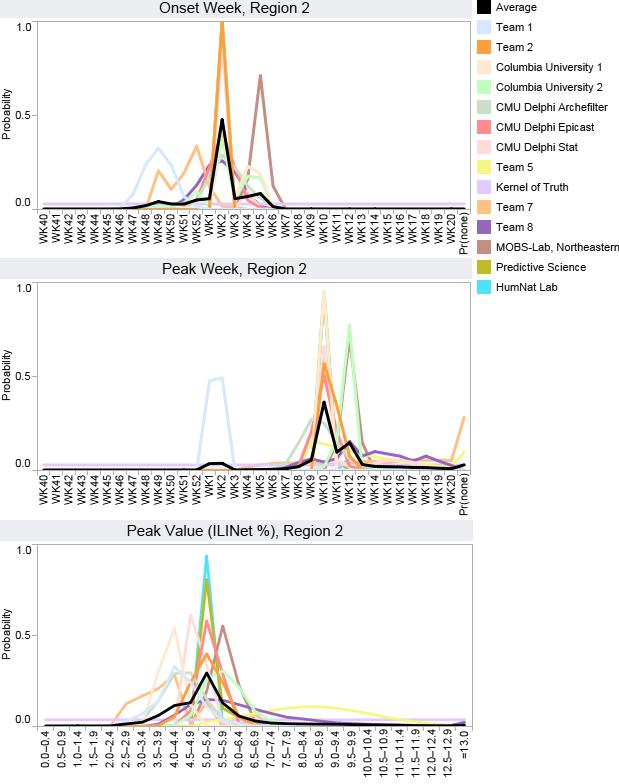 Onset Week, Region 2
Probability
1.0
0.5
0.0
WK40
WK41
WK42
WK43
WK44
WK45
WK46
WK47
WK48
WK49
WK50
WK51
WK52
WK1
WK2
WK3
WK4
WK5
WK6
WK7
WK8
WK9
WK10
WK11
WK12
WK13
WK14
WK15
WK16
WK17
WK18
WK19
WK20
Pr(none)
Peak Week, Region 2
Probability
1.0
0.5
0.0
WK40
WK41
WK42
WK43
WK44
WK45
WK46
WK47
WK48
WK49
WK50
WK51
WK52
WK1
WK2
WK3
WK4
WK5
WK6
WK7
WK8
WK9
WK10
WK11
WK12
WK13
WK14
WK15
WK16
WK17
WK18
WK19
WK20
Pr(none)
Peak Value (ILINet %), Region 2
Probability
1.0
0.5
0.0
0.0–0.4
0.5–0.9
1.0–1.4
1.5–1.9
2.0–2.4
2.5–2.9
3.0–3.4
3.5–3.9
4.0–4.4
4.5–4.9
5.0–5.4
5.5–5.9
6.0–6.4
6.5–6.9
7.0–7.4
7.5–7.9
8.0–8.4
8.5–8.9
9.0–9.4
9.5–9.9
10.0–10.4
10.5–10.9
11.0–11.4
11.5–11.9
12.0–12.4
12.5–12.9
=13.0
Average
Team 1
Team 2
Columbia University 1
Columbia University 2
CMU Delphi Archefilter
CMU Delphi Epicast
CMU Delphi Stat
Team 5
Kernel of Truth
Team 7
Team 8
MOBS-Lab, Northeastern
Predictive Science
HumNat Lab